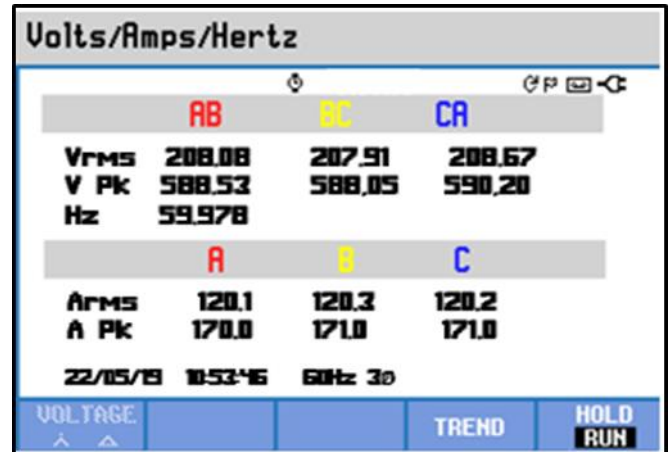 Volts/Amps/Hertz
AB BC CA
Vrms 208.08 207.91 208.67
V Pk 588,53 588,05 590,20
Hz 59.978
A B C
Arms 120.1 120.3 120.2
A Pk 170.0 171.0 171.0
22/05/19 10:53:46 60Hz 3ø
VOLTAGE TREND HOLD
RUN